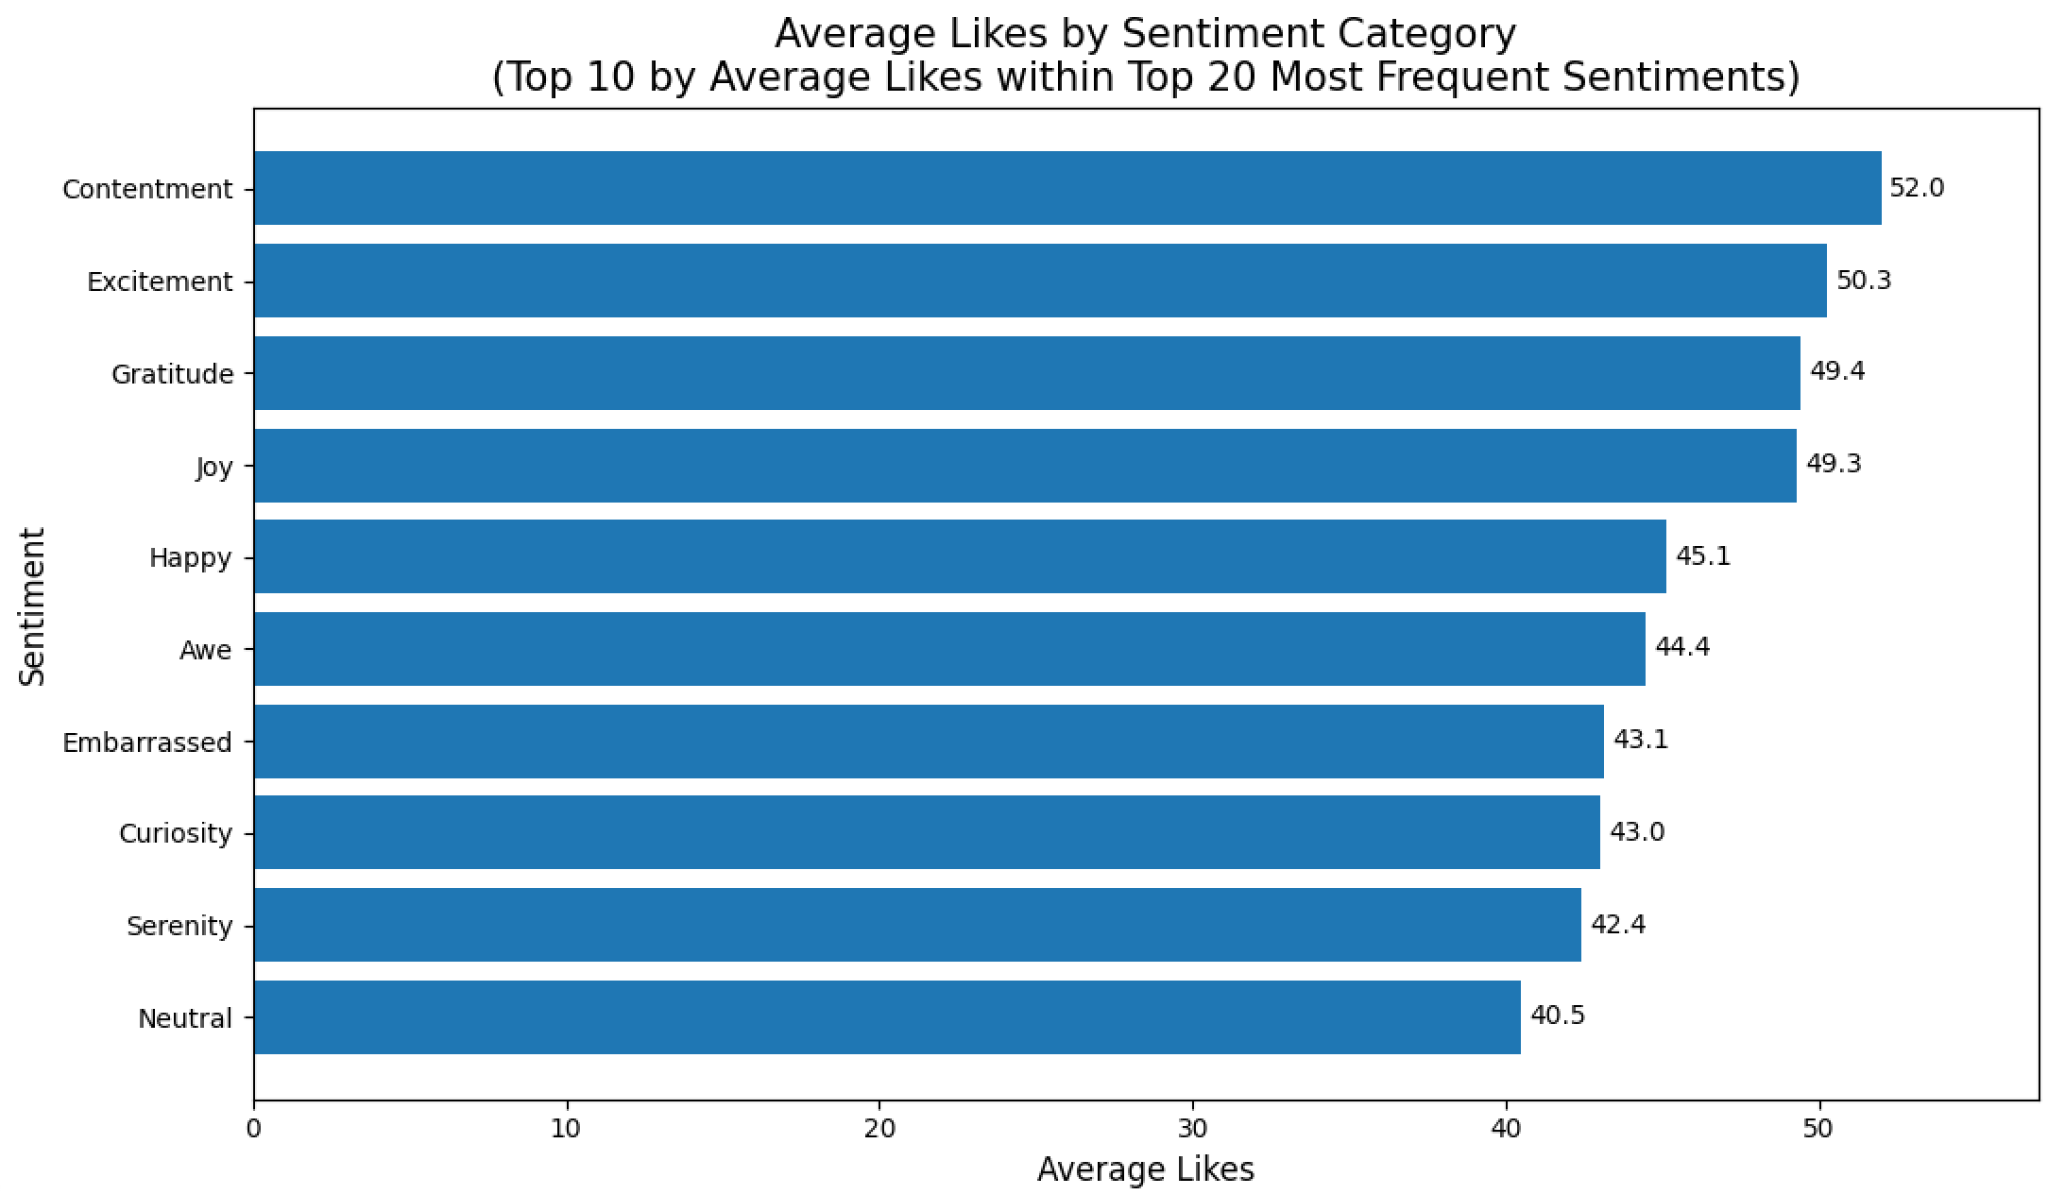 Average Likes by Sentiment Category
(Top 10 by Average Likes within Top 20 Most Frequent Sentiments)
Sentiment
Contentment 52.0
Excitement 50.3
Gratitude 49.4
Joy 49.3
Happy 45.1
Awe 44.4
Embarrassed 43.1
Curiosity 43.0
Serenity 42.4
Neutral 40.5
0 10 20 30 40 50
Average Likes